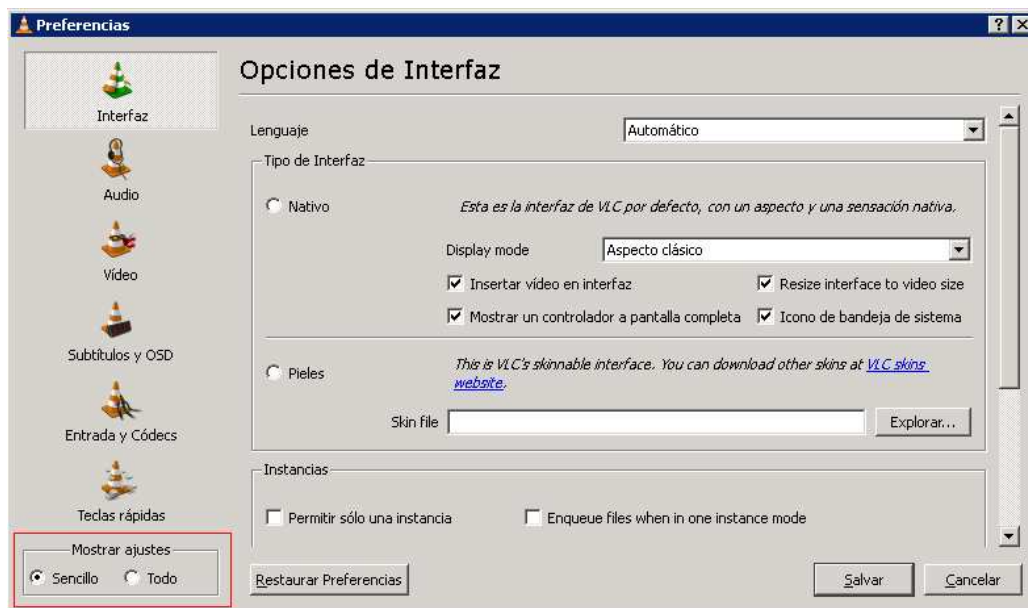 Preferencias
Interfaz
Audio
Vídeo
Subtítulos y OSD
Entrada y Códecs
Teclas rápidas
Mostrar ajustes
Sencillo Todo
Opciones de Interfaz
Lenguaje Automático
Tipo de Interfaz
Nativo Esta es la interfaz de VLC por defecto, con un aspecto y una sensación nativa.
Display mode Aspecto clásico
Insertar vídeo en interfaz Resize interface to video size
Mostrar un controlador a pantalla completa Icono de bandeja de sistema
Pieles This is VLC's skinnable interface. You can download other skins at VLC skins
website.
Skin file Explorar...
Instancias
Permitir sólo una instancia Enqueue files when in one instance mode
Restaurar Preferencias Salvar Cancelar